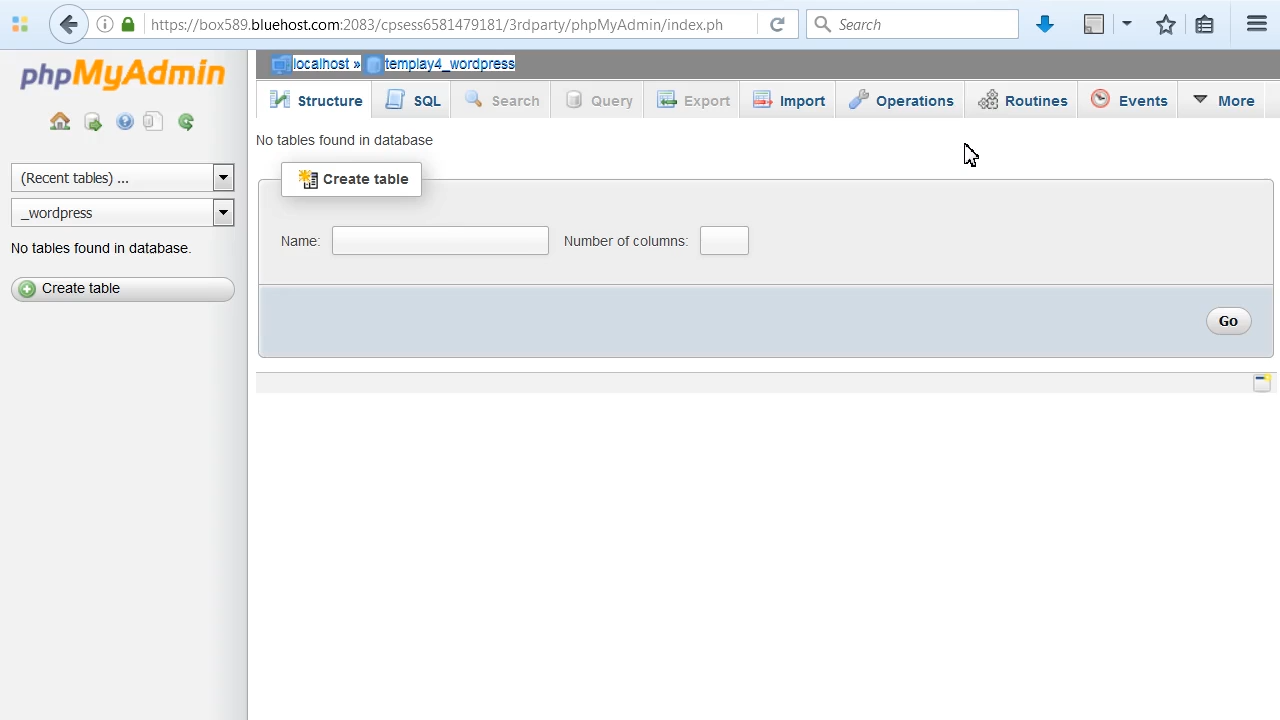 https://box589.bluehost.com:2083/cpsess6581479181/3rdparty/phpMyAdmin/index.ph
Search
phpMyAdmin
localhost » templay4_wordpress
Structure SQL Search Query Export Import Operations Routines Events More
No tables found in database
(Recent tables) ...
Create table
_wordpress
Name: Number of columns:
No tables found in database.
Create table
Go